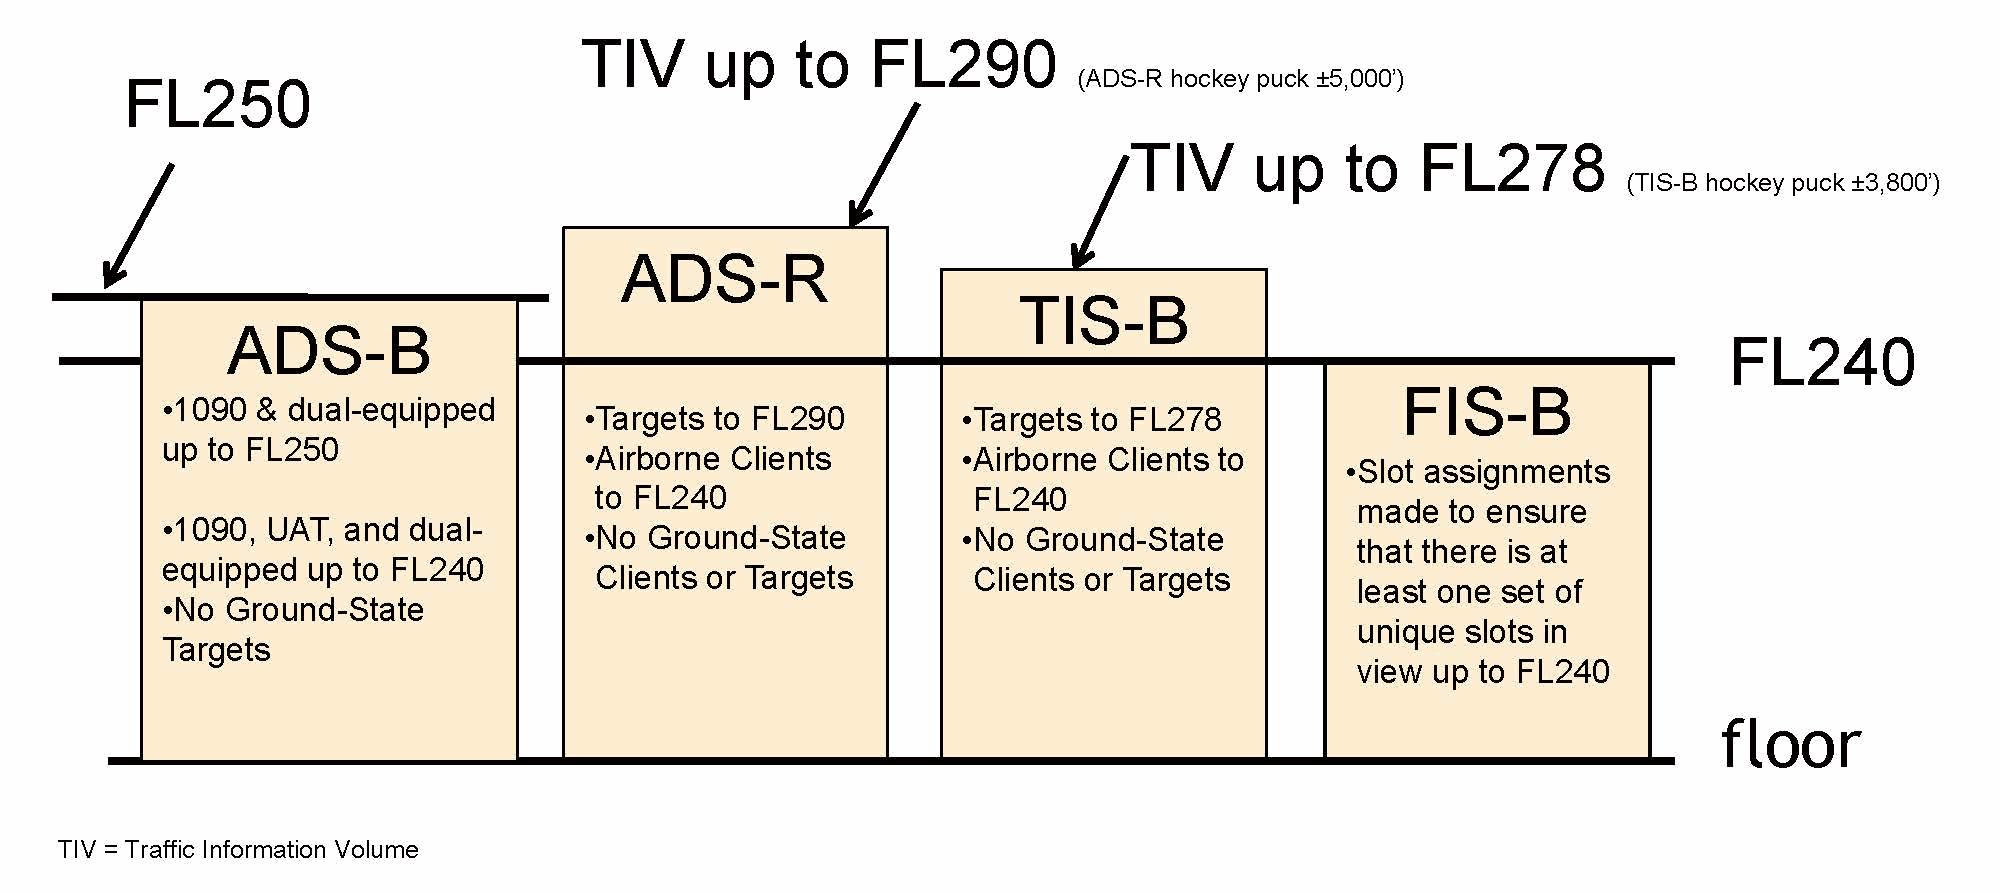 TIV up to FL290 (ADS-R hockey puck ±5,000’)
FL250
TIV up to FL278 (TIS-B hockey puck ±3,800’)
ADS-B
•1090 & dual-equipped
up to FL250
•1090, UAT, and dual-
equipped up to FL240
•No Ground-State
Targets
ADS-R
•Targets to FL290
•Airborne Clients
to FL240
•No Ground-State
Clients or Targets
TIS-B
•Targets to FL278
•Airborne Clients to
FL240
•No Ground-State
Clients or Targets
FIS-B
•Slot assignments
made to ensure
that there is at
least one set of
unique slots in
view up to FL240
FL240
floor
TIV = Traffic Information Volume